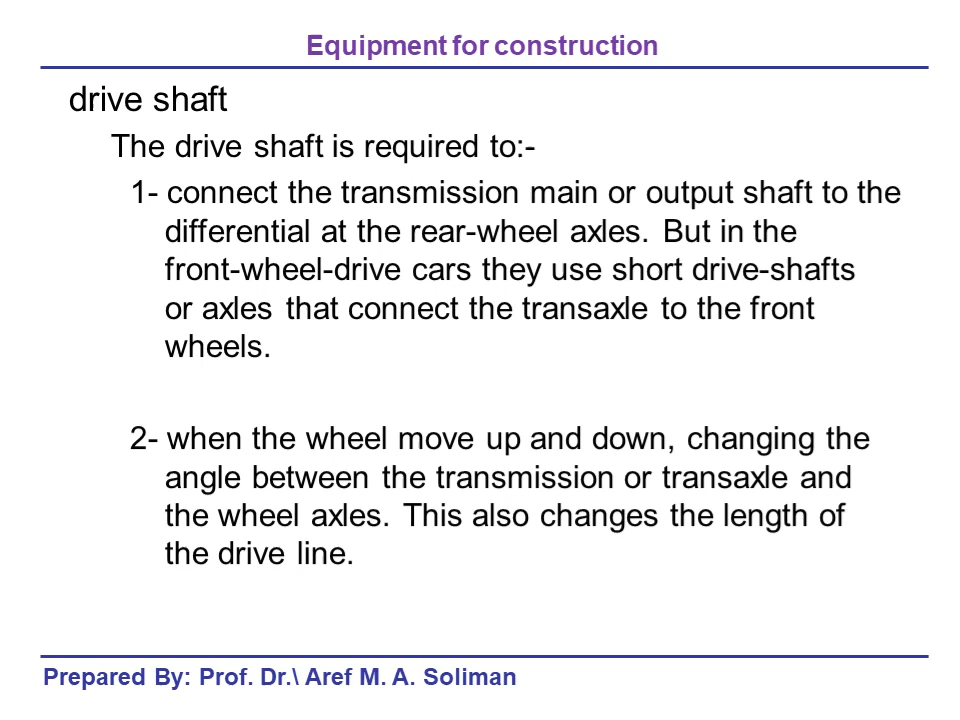 Equipment for construction
drive shaft
The drive shaft is required to:-
1- connect the transmission main or output shaft to the
differential at the rear-wheel axles. But in the
front-wheel-drive cars they use short drive-shafts
or axles that connect the transaxle to the front
wheels.
2- when the wheel move up and down, changing the
angle between the transmission or transaxle and
the wheel axles. This also changes the length of
the drive line.
Prepared By: Prof. Dr.\ Aref M. A. Soliman